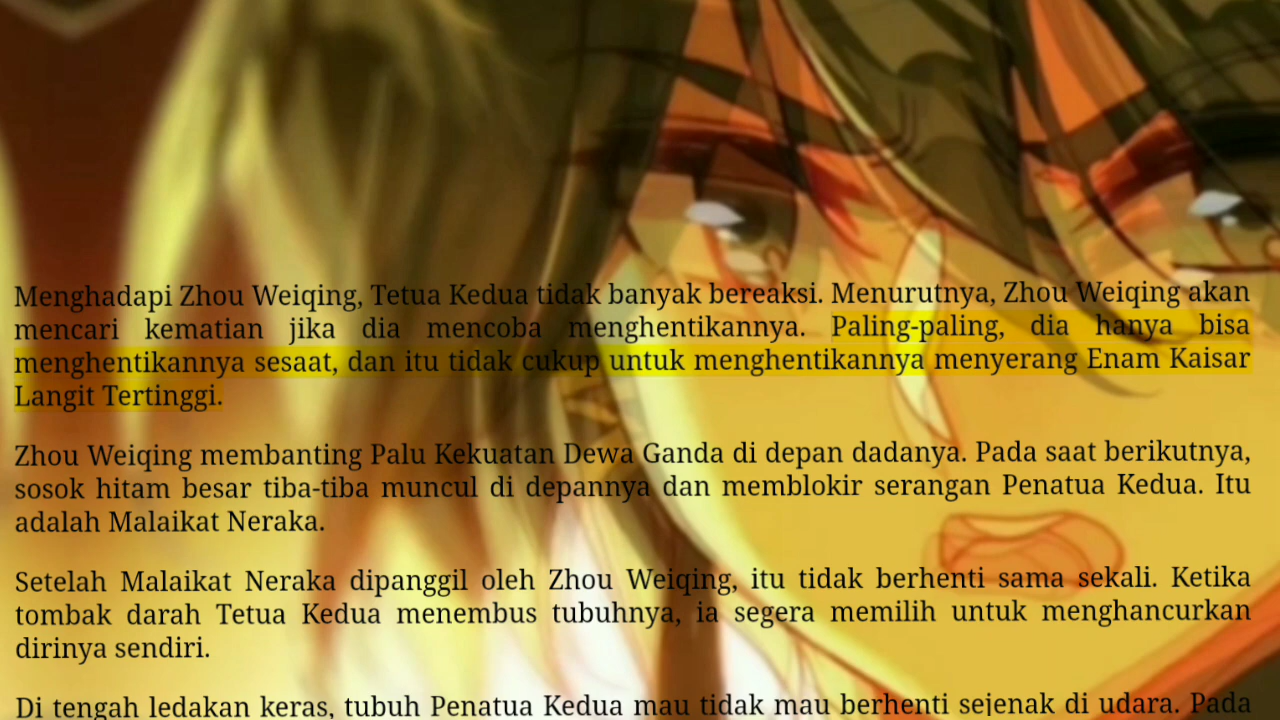 Menghadapi Zhou Weiqing, Tetua Kedua tidak banyak bereaksi. Menurutnya, Zhou Weiqing akan
mencari kematian jika dia mencoba menghentikannya. Paling-paling, dia hanya bisa
menghentikannya sesaat, dan itu tidak cukup untuk menghentikannya menyerang Enam Kaisar
Langit Tertinggi.
Zhou Weiqing membanting Palu Kekuatan Dewa Ganda di depan dadanya. Pada saat berikutnya,
sosok hitam besar tiba-tiba muncul di depannya dan memblokir serangan Penatua Kedua. Itu
adalah Malaikat Neraka.
Setelah Malaikat Neraka dipanggil oleh Zhou Weiqing, itu tidak berhenti sama sekali. Ketika
tombak darah Tetua Kedua menembus tubuhnya, ia segera memilih untuk menghancurkan
dirinya sendiri.
Di tengah ledakan keras, tubuh Penatua Kedua mau tidak mau berhenti sejenak di udara. Pada